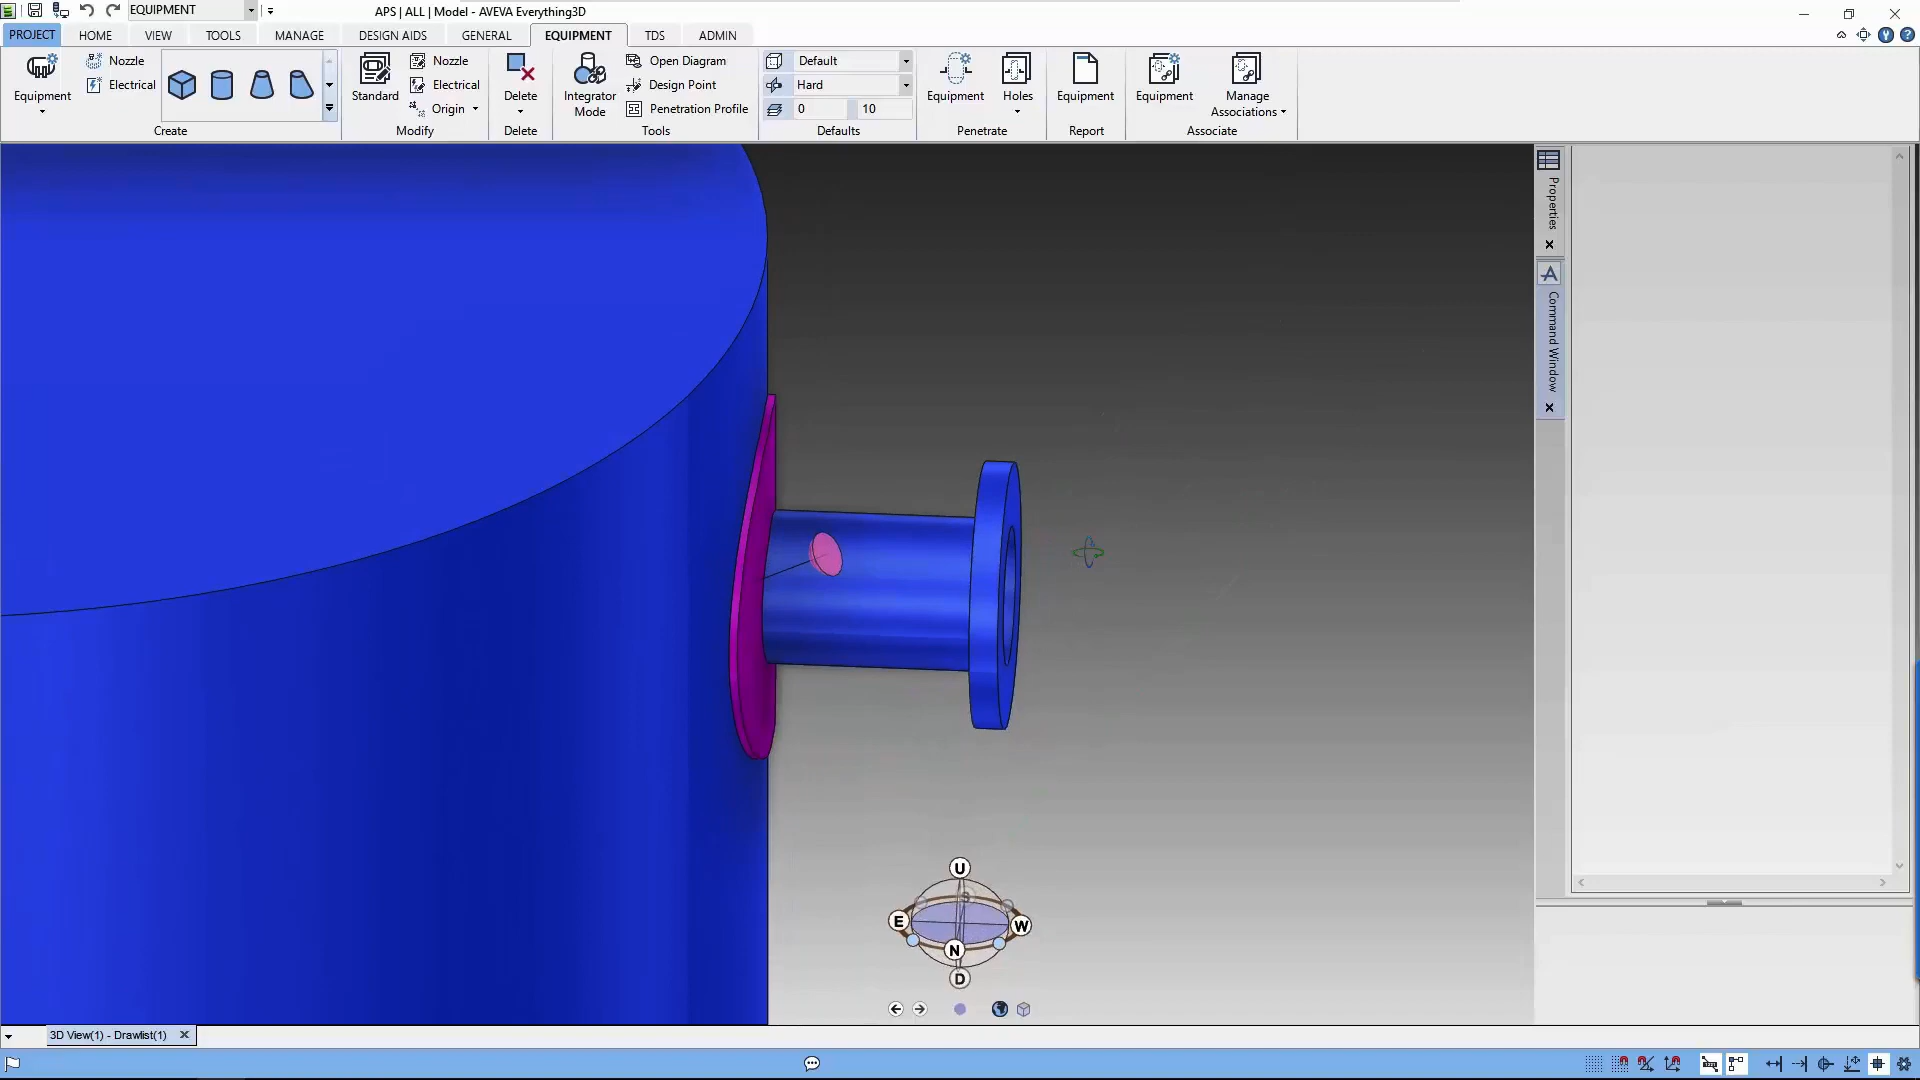 EQUIPMENT
APS | ALL | Model - AVEVA Everything3D
PROJECT HOME VIEW TOOLS MANAGE DESIGN AIDS GENERAL EQUIPMENT TDS ADMIN
Nozzle Nozzle Open Diagram Default
Electrical Electrical Design Point Hard
Equipment Standard Delete Integrator Mode Equipment Holes Equipment Equipment Manage Associations
Origin Penetration Profile 0 10
Create Modify Delete Tools Defaults Penetrate Report Associate
Properties
Command Window
U
S
E
W
N
D
3D View(1) - Drawlist(1)